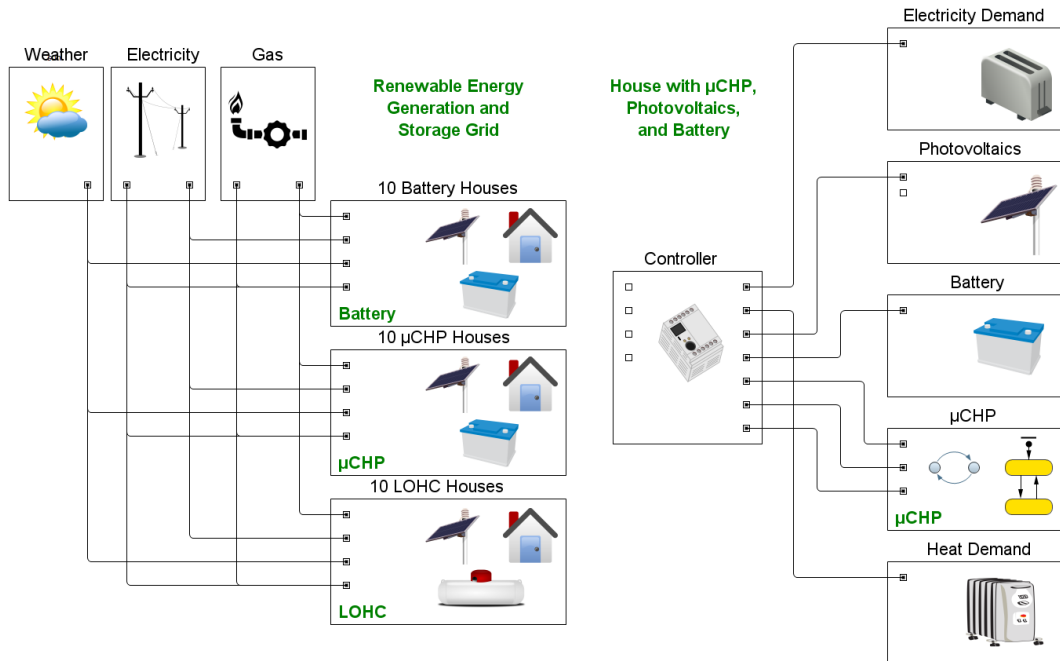 Weather
Electricity
Gas
Renewable Energy
Generation and
Storage Grid
10 Battery Houses
Battery
10 µCHP Houses
µCHP
10 LOHC Houses
LOHC
House with µCHP,
Photovoltaics,
and Battery
Controller
Electricity Demand
Photovoltaics
Battery
µCHP
µCHP
Heat Demand